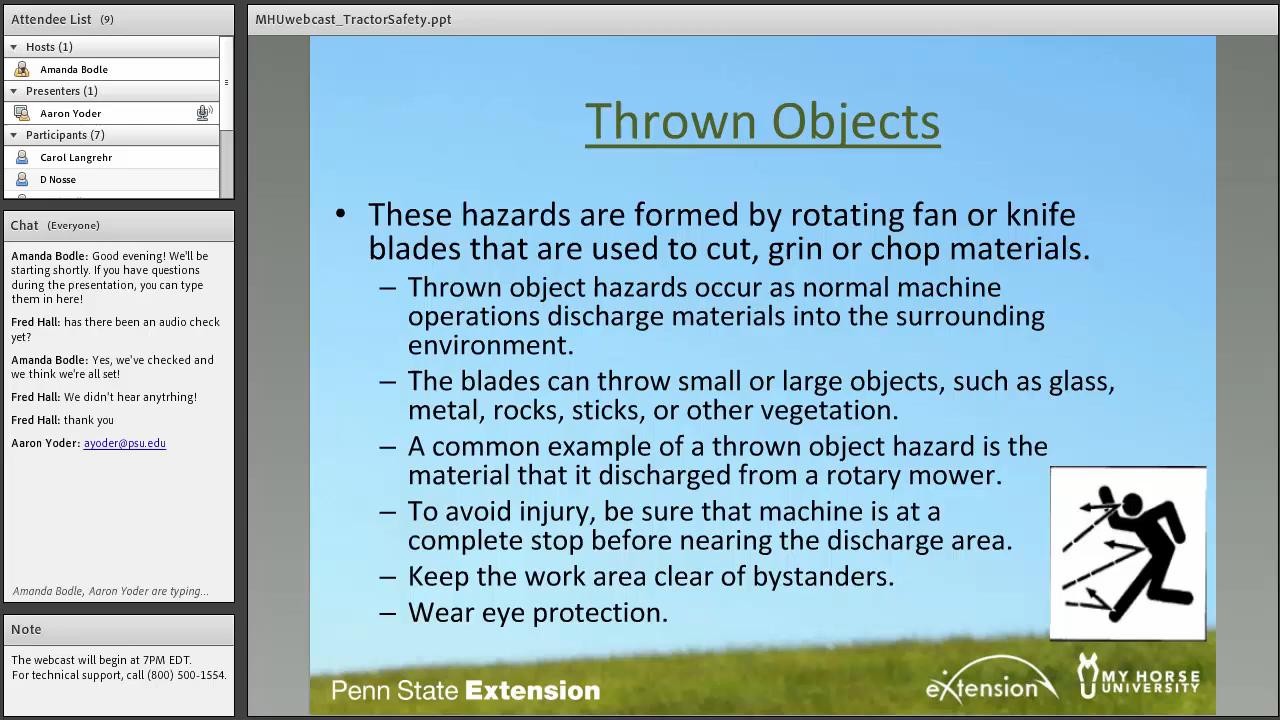 Attendee List (9)
Hosts (1)
Amanda Bodle
Presenters (1)
Aaron Yoder
Participants (7)
Carol Langrehr
D Nosse
Chat (Everyone)
Amanda Bodle: Good evening! We'll be
starting shortly. If you have questions
during the presentation, you can type
them in here!
Fred Hall: has there been an audio check
yet?
Amanda Bodle: Yes, we've checked and
we think we're all set!
Fred Hall: We didn't hear anytrhing!
Fred Hall: thank you
Aaron Yoder: ayoder@psu.edu
Amanda Bodle, Aaron Yoder are typing...
Note
The webcast will begin at 7PM EDT.
For technical support, call (800) 500-1554.
MHUwebcast_TractorSafety.ppt
Thrown Objects
• These hazards are formed by rotating fan or knife
blades that are used to cut, grin or chop materials.
– Thrown object hazards occur as normal machine
operations discharge materials into the surrounding
environment.
– The blades can throw small or large objects, such as glass,
metal, rocks, sticks, or other vegetation.
– A common example of a thrown object hazard is the
material that it discharged from a rotary mower.
– To avoid injury, be sure that machine is at a
complete stop before nearing the discharge area.
– Keep the work area clear of bystanders.
– Wear eye protection.
Penn State Extension
eXtension
MY HORSE
UNIVERSITY